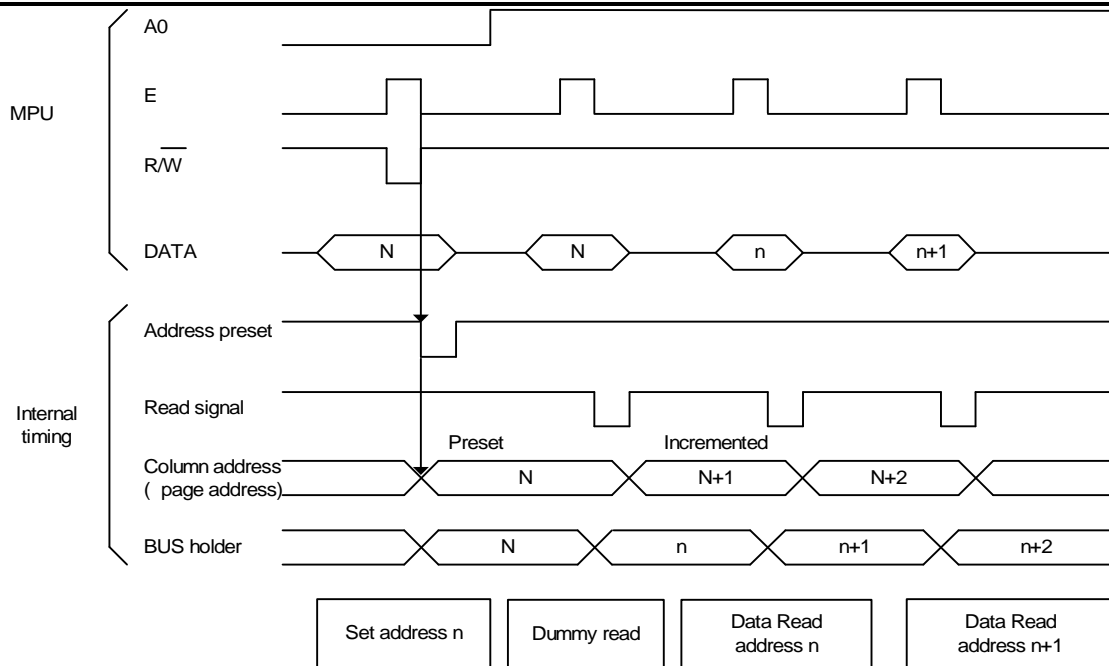 A0
E
MPU
R/W
DATA
N
N
n
n+1
Address preset
Read signal
Internal
timing
Preset
Incremented
Column address
( page address)
N
N+1
N+2
BUS holder
N
n
n+1
n+2
Set address n
Dummy read
Data Read
address n
Data Read
address n+1